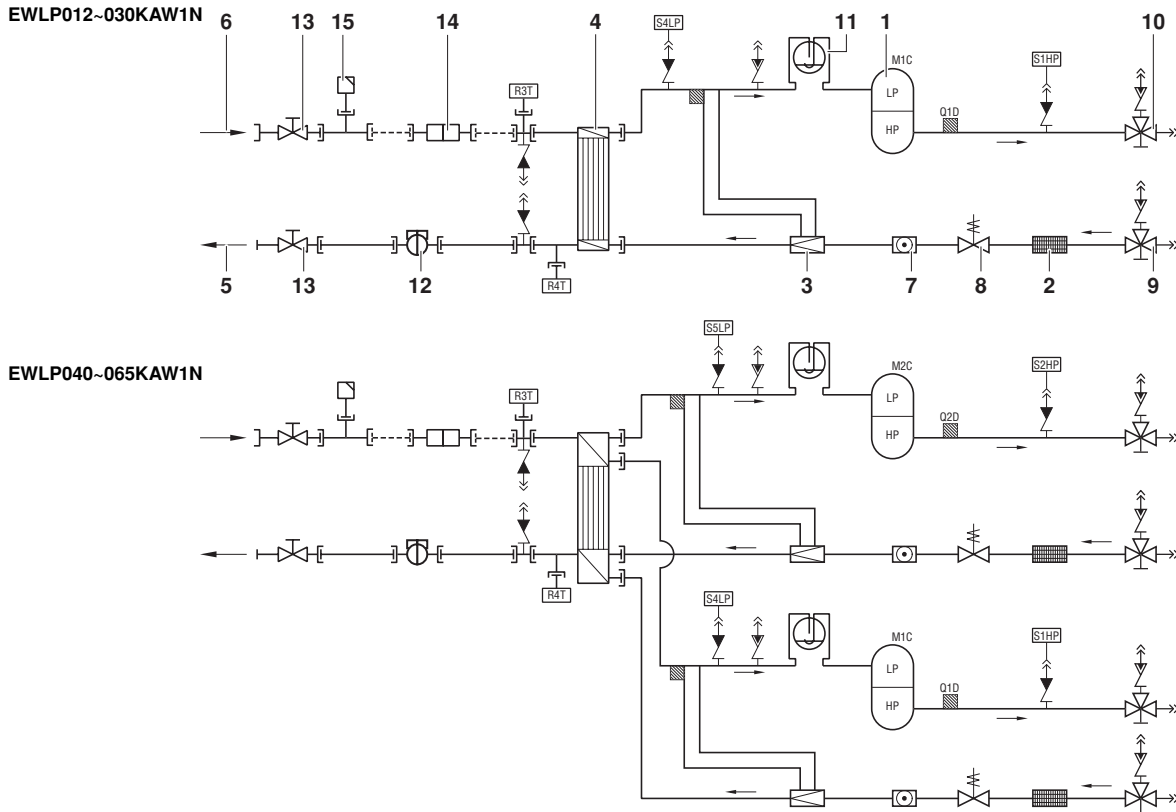 EWLP012~030KAW1N
6 13 15 14 4 S4LP 11 1 M1C 10
R3T
LP
HP
Q1D
S1HP
5 13 12 R4T 3 7 8 2 9
EWLP040~065KAW1N
S5LP
M2C
R3T
LP
HP
Q2D
S2HP
R4T
S4LP
M1C
LP
HP
Q1D
S1HP